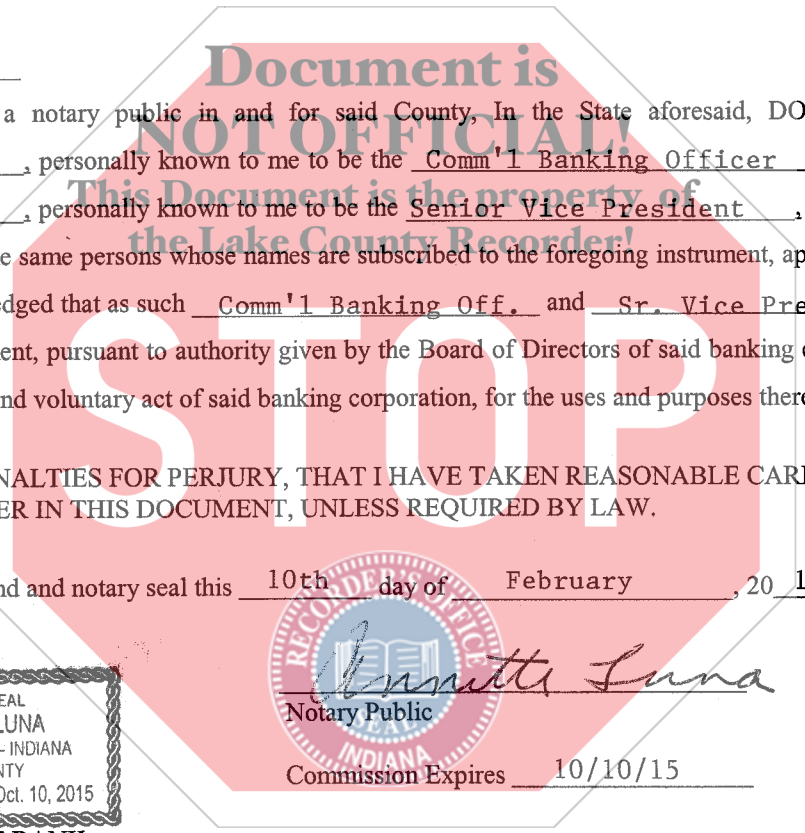 Document is
a notary public in and for said County, In the State aforesaid, DO
NOT OFFICIAL!
, personally known to me to be the Comm'l Banking Officer
This Document is the property of
, personally known to me to be the Senior Vice President ,
the Lake County Recorder!
e same persons whose names are subscribed to the foregoing instrument, ap
edged that as such Comm'l Banking Off. and Sr. Vice Pre
ent, pursuant to authority given by the Board of Directors of said banking
nd voluntary act of said banking corporation, for the uses and purposes there
STOP
NALTIES FOR PERJURY, THAT I HAVE TAKEN REASONABLE CAR
ER IN THIS DOCUMENT, UNLESS REQUIRED BY LAW.
nd and notary seal this 10th day of February , 20 1
RECORDER'S OFFICE
SEAL
INDIANA
Annette Luna
Notary Public
EAL
LUNA
- INDIANA
NTY
Oct. 10, 2015
Commission Expires 10/10/15